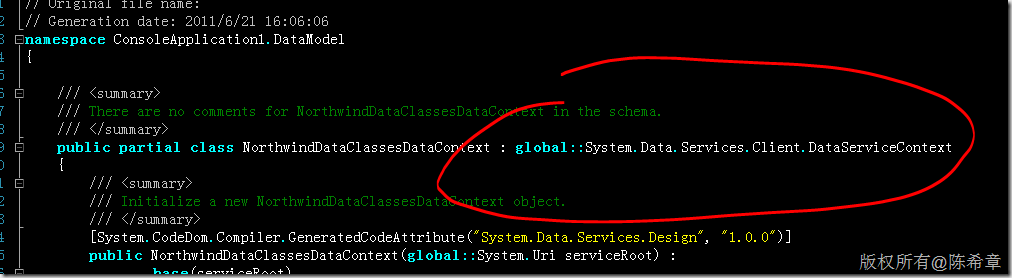 // Original file name:
// Generation date: 2011/6/21 16:06:06
namespace ConsoleApplication1.DataModel
{
/// <summary>
/// There are no comments for NorthwindDataClassesDataContext in the schema.
/// </summary>
public partial class NorthwindDataClassesDataContext : global::System.Data.Services.Client.DataServiceContext
{
/// <summary>
/// Initialize a new NorthwindDataClassesDataContext object.
/// </summary>
[System.CodeDom.Compiler.GeneratedCodeAttribute("System.Data.Services.Design", "1.0.0")]
public NorthwindDataClassesDataContext(global::System.Uri serviceRoot) :
base(serviceRoot)
版权所有@陈希章